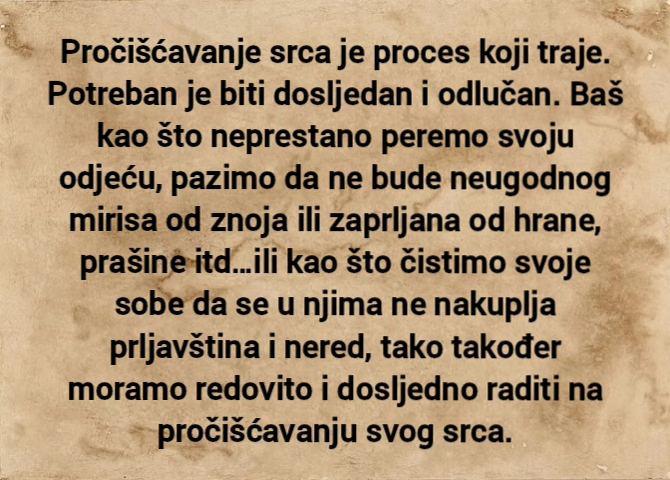 Pročišćavanje srca je proces koji traje.
Potreban je biti dosljedan i odlučan. Baš
kao što neprestano peremo svoju
odjeću, pazimo da ne bude neugodnog
mirisa od znoja ili zaprljana od hrane,
prašine itd...ili kao što čistimo svoje
sobe da se u njima ne nakuplja
prljavština i nered, tako također
moramo redovito i dosljedno raditi na
pročišćavanju svog srca.